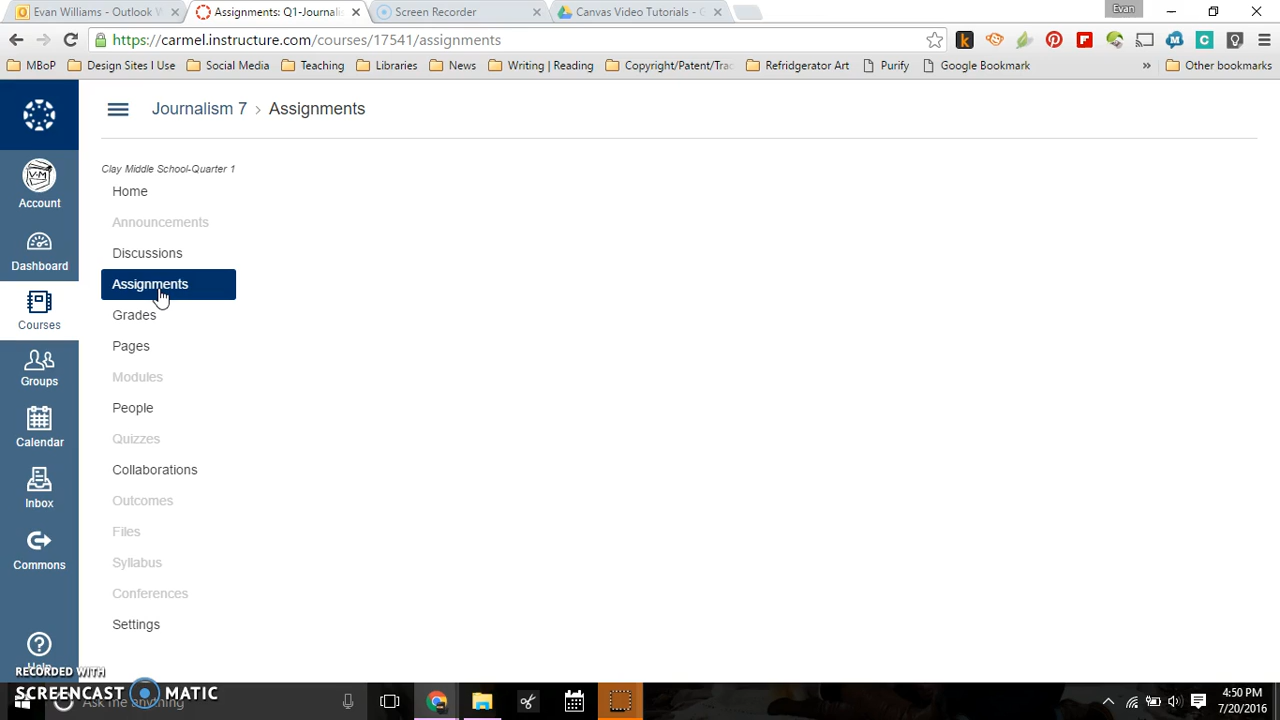 Evan Williams - Outlook W
Assignments: Q1-Journalis
Screen Recorder
Canvas Video Tutorials - G
Evan
https://carmel.instructure.com/courses/17541/assignments
MBoP
Design Sites I Use
Social Media
Teaching
Libraries
News
Writing | Reading
Copyright/Patent/Trad
Refridgerator Art
Purify
Google Bookmark
» Other bookmarks
Journalism 7 › Assignments
Clay Middle School-Quarter 1
Home
Announcements
Discussions
Assignments
Grades
Pages
Modules
People
Quizzes
Collaborations
Outcomes
Files
Syllabus
Conferences
Settings
Account
Dashboard
Courses
Groups
Calendar
Inbox
Commons
Help
RECORDED WITH
SCREENCAST MATIC
Ask me anything
4:50 PM
7/20/2016